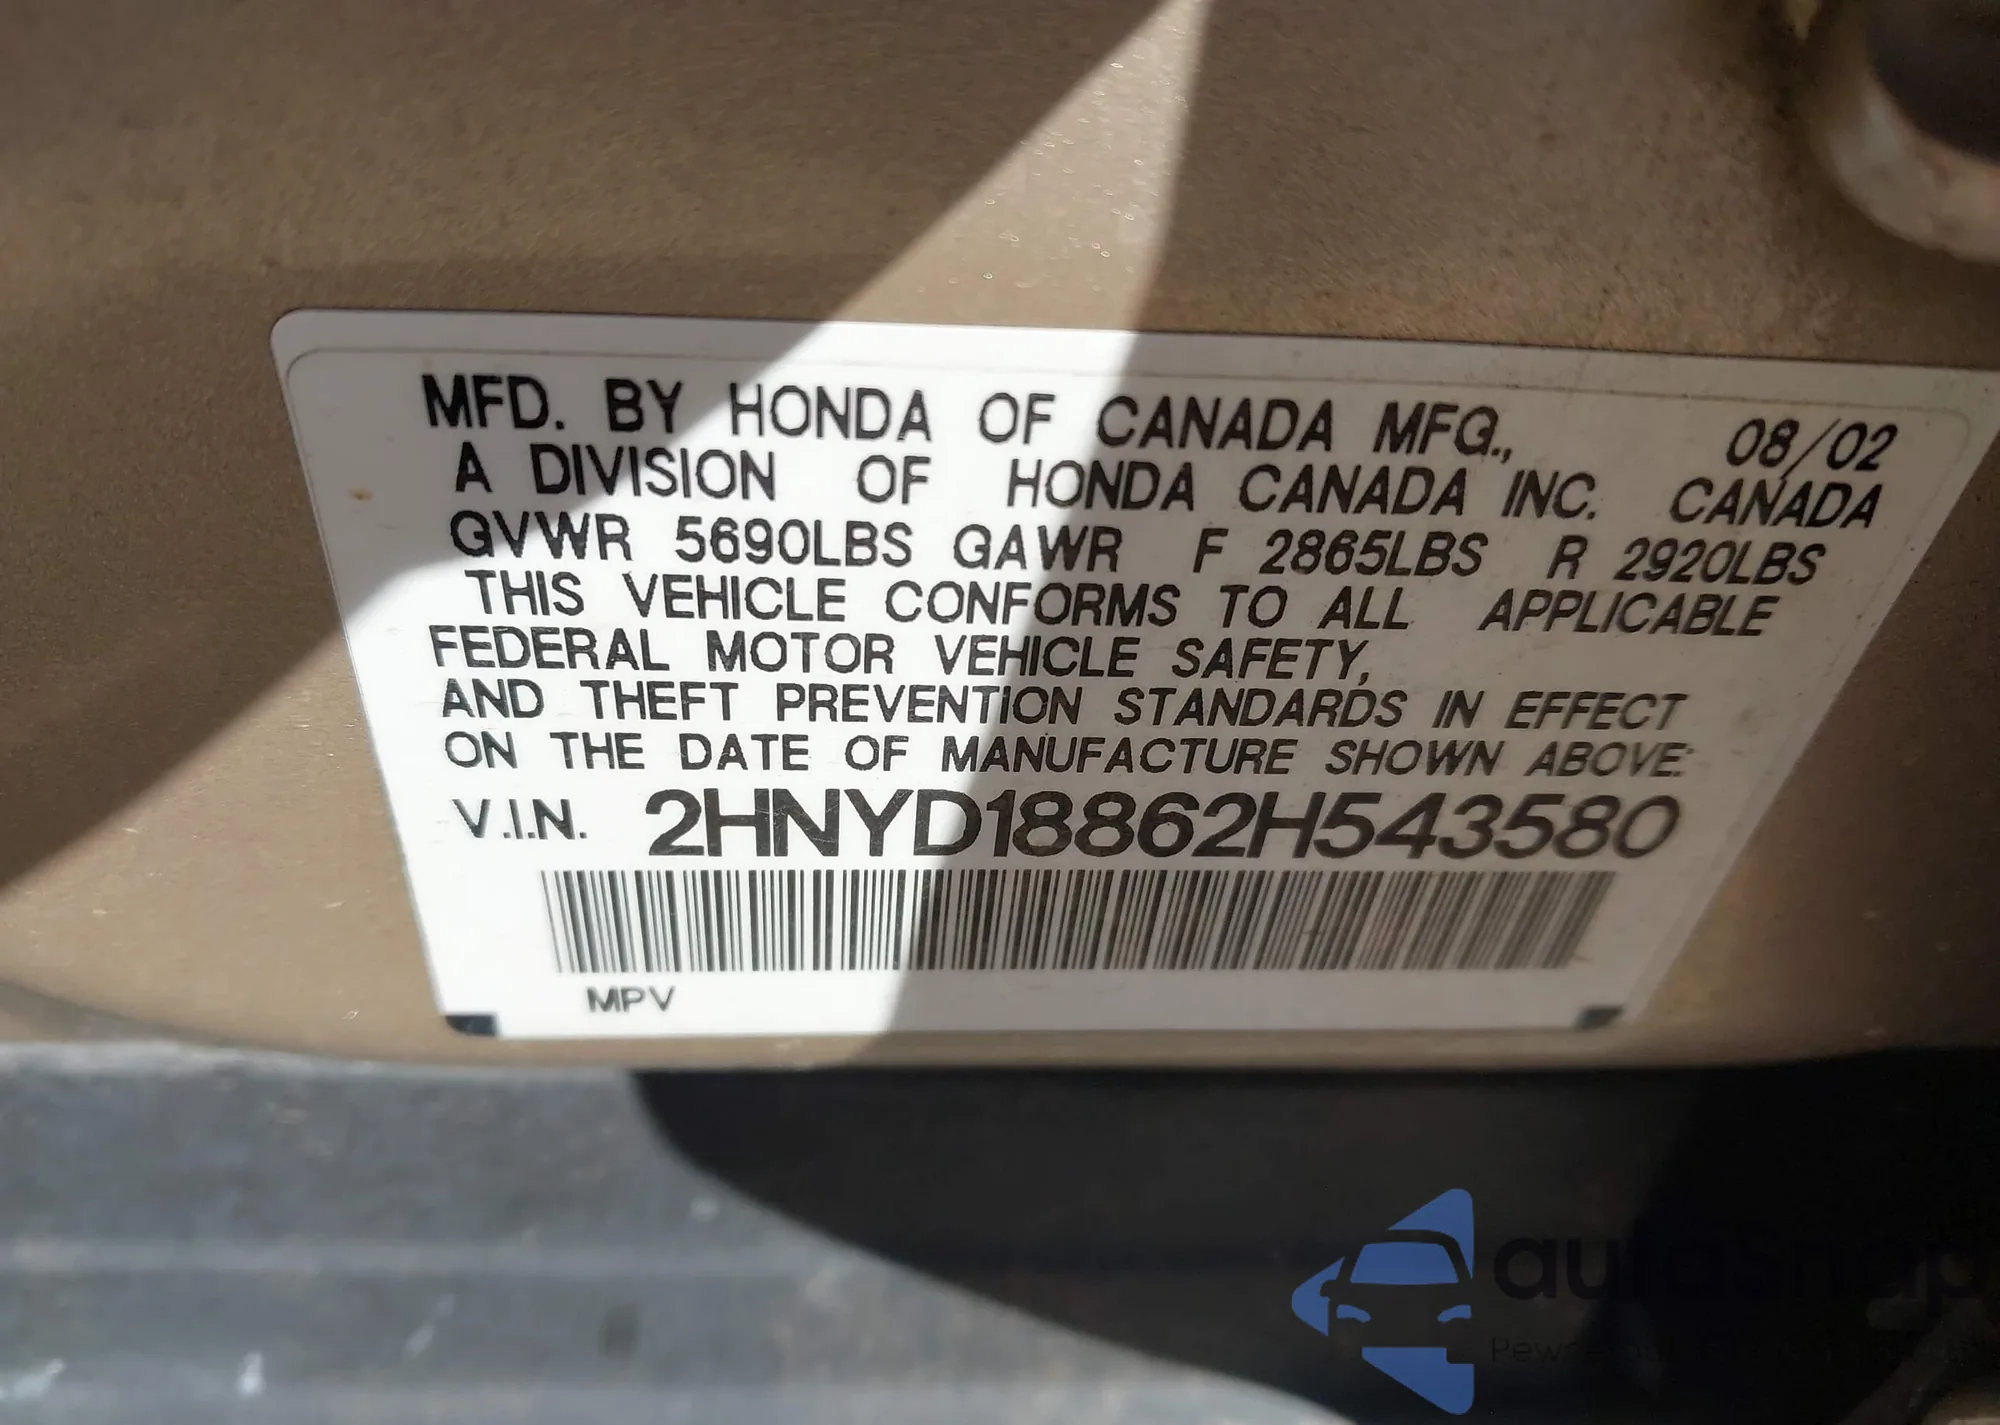 MFD. BY HONDA OF CANADA MFG., 08/02
A DIVISION OF HONDA CANADA INC. CANADA
GVWR 5690LBS GAWR F 2865LBS R 2920LBS
THIS VEHICLE CONFORMS TO ALL APPLICABLE
FEDERAL MOTOR VEHICLE SAFETY,
AND THEFT PREVENTION STANDARDS IN EFFECT
ON THE DATE OF MANUFACTURE SHOWN ABOVE:
V.I.N. 2HNYD18862H543580
MPV